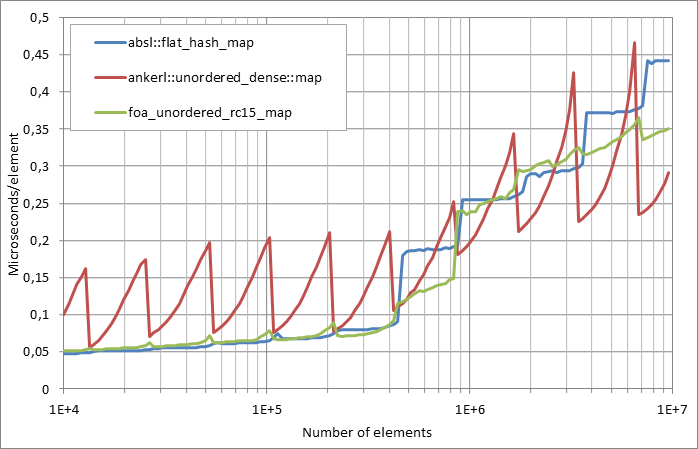 0,5
0,45
0,4
0,35
0,3
0,25
0,2
0,15
0,1
0,05
0
Microseconds/element
absl::flat_hash_map
ankerl::unordered_dense::map
foa_unordered_rc15_map
1E+4
1E+5
1E+6
1E+7
Number of elements